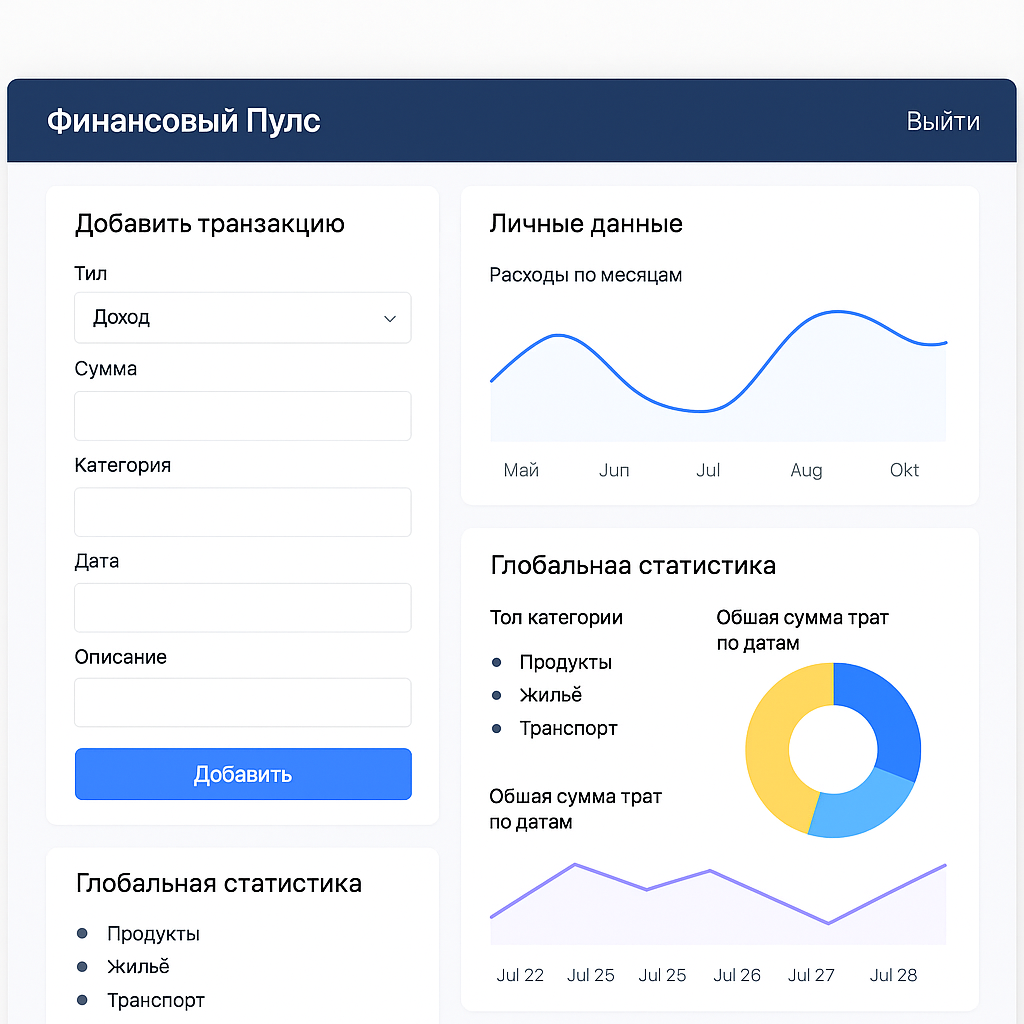 Финансовый Пулс
Выйти
Добавить транзакцию
Тил
Доход
Сумма
Категория
Дата
Описание
Добавить
Глобальная статистика
Продукты
Жильё
Транспорт
Личные данные
Расходы по месяцам
Май Јun Jul Aug Okt
Глобальнаа статистика
Тол категории
Продукты
Жильё
Транспорт
Обшая сумма трат
по датам
Обшая сумма трат
по датам
Jul 22 Jul 25 Jul 25 Jul 26 Jul 27 Jul 28